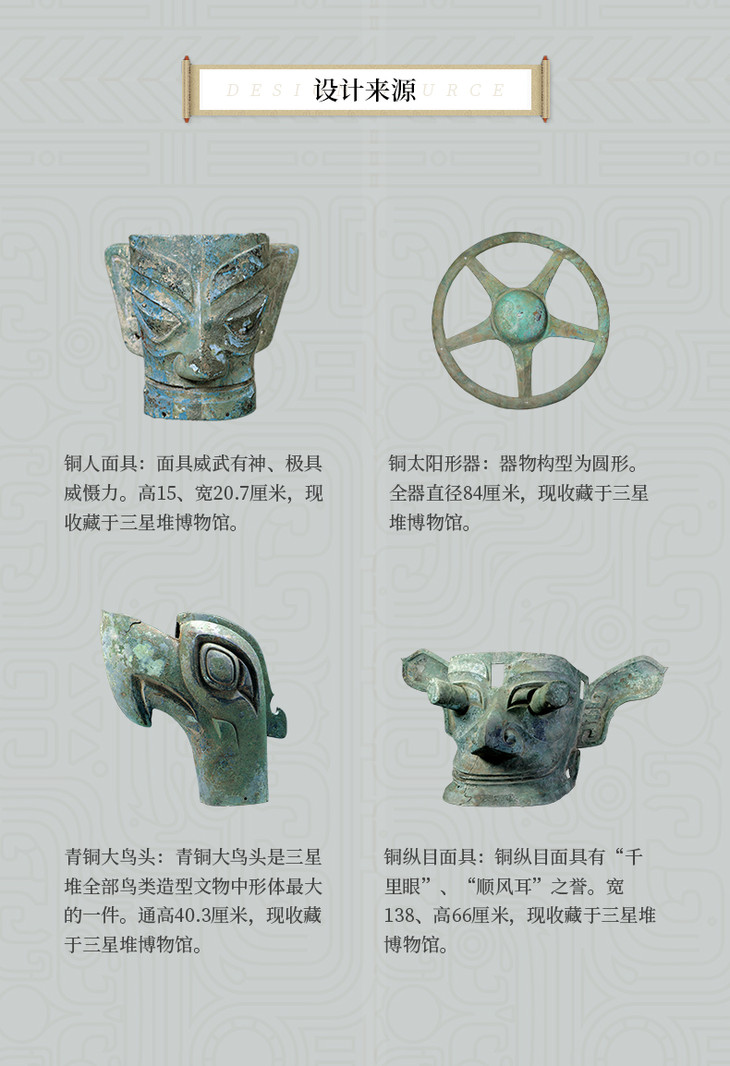 设计来源
铜人面具：面具威武有神、极具
威慑力。高15、宽20.7厘米，现
收藏于三星堆博物馆。
铜太阳形器：器物构型为圆形。
全器直径84厘米，现收藏于三星
堆博物馆。
青铜大鸟头：青铜大鸟头是三星
堆全部鸟类造型文物中形体最大
的一件。通高40.3厘米，现收藏
于三星堆博物馆。
铜纵目面具：铜纵目面具有“千
里眼”、“顺风耳”之誉。宽
138、高66厘米，现收藏于三星堆
博物馆。